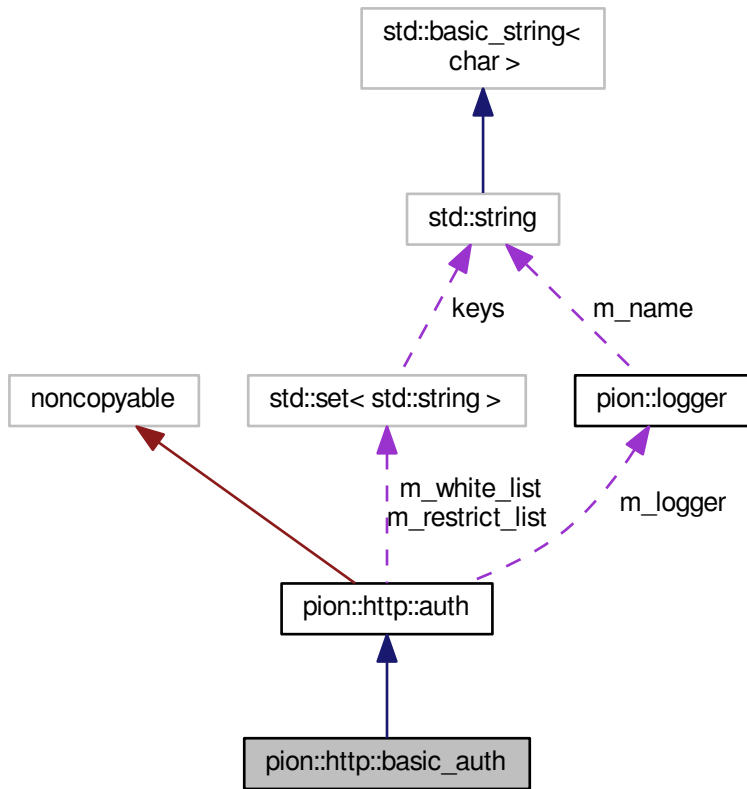 std::basic_string<
char >
std::string
keys
m_name
noncopyable
std::set< std::string >
pion::logger
m_white_list
m_restrict_list
m_logger
pion::http::auth
pion::http::basic_auth